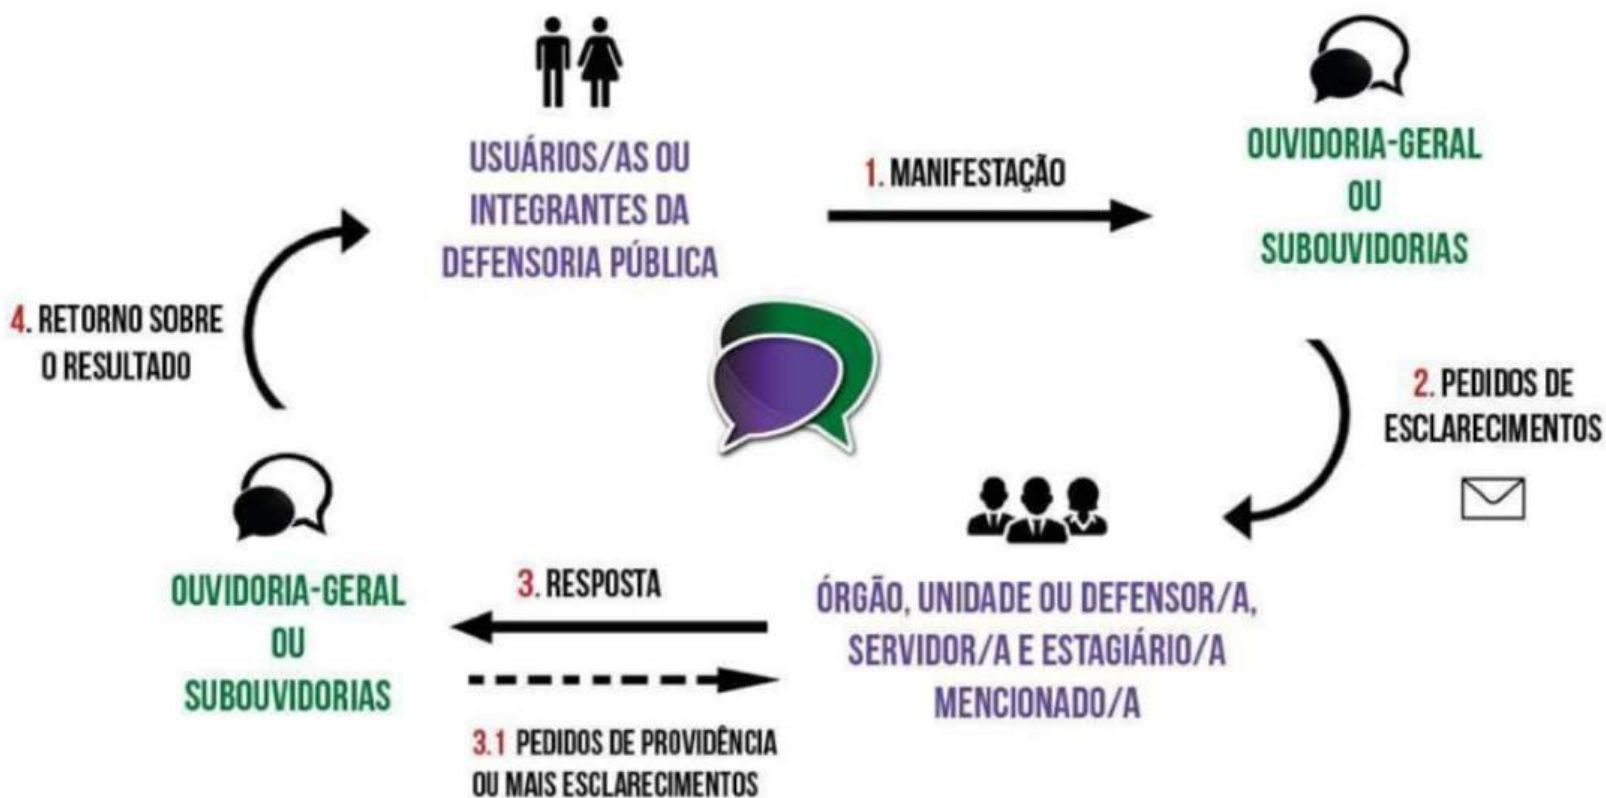 USUÁRIOS/AS OU
INTEGRANTES DA
DEFENSORIA PÚBLICA
1. MANIFESTAÇÃO
OUVIDORIA-GERAL
OU
SUBOUVIDORIAS
2. PEDIDOS DE
ESCLARECIMENTOS
ÓRGÃO, UNIDADE OU DEFENSOR/A,
SERVIDOR/A E ESTAGIÁRIO/A
MENCIONADO/A
3. RESPOSTA
3.1 PEDIDOS DE PROVIDÊNCIA
OU MAIS ESCLARECIMENTOS
OUVIDORIA-GERAL
OU
SUBOUVIDORIAS
4. RETORNO SOBRE
O RESULTADO